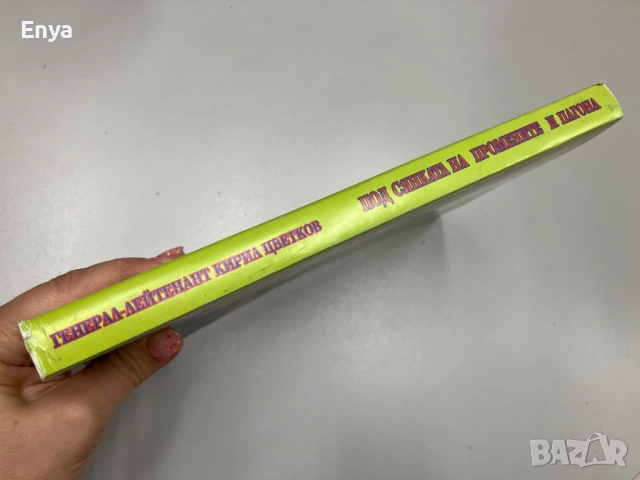 Enya
ГЕНЕРАЛ-ЛЕЙТЕНАНТ КИРИЛ ЦВЕТКОВ ПОД СЯНКАТА НА ПРОМЕНИТЕ И ПАГОНА
BAZAR